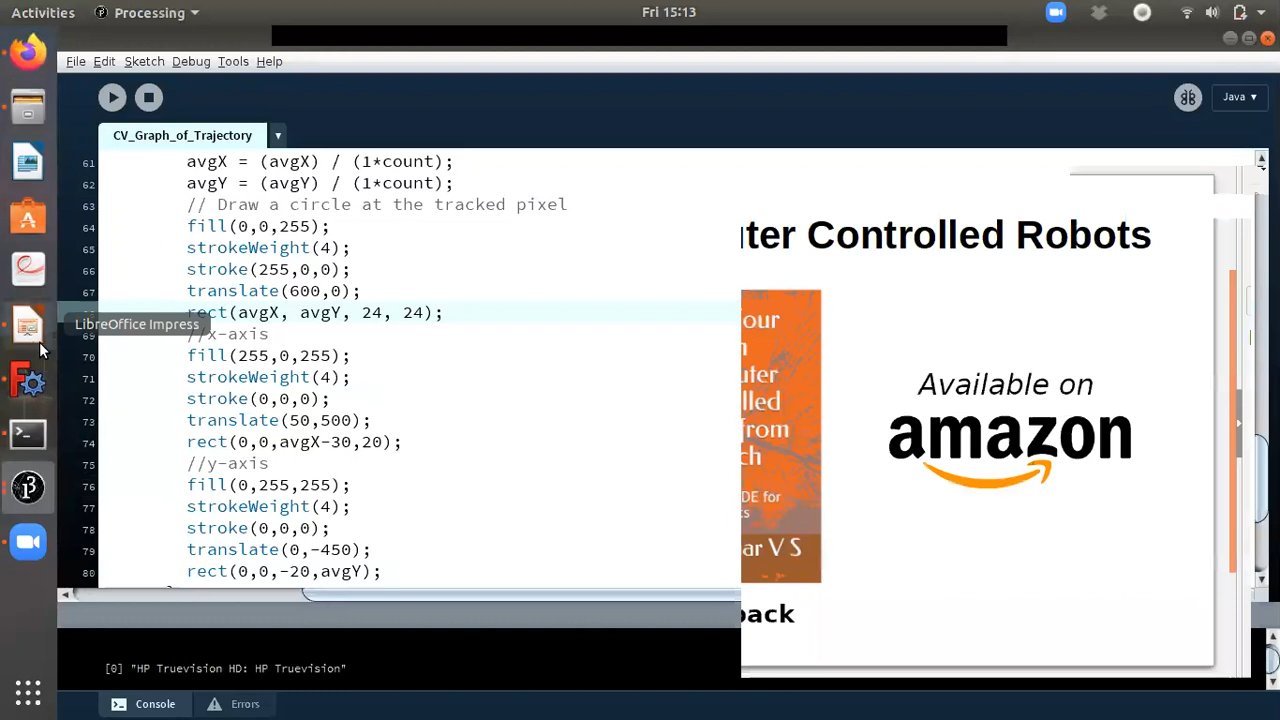 Activities
Processing
Fri 15:13
File Edit Sketch Debug Tools Help
Java
CV_Graph_of_Trajectory
61 avgX = (avgX) / (1*count);
62 avgY = (avgY) / (1*count);
63 // Draw a circle at the tracked pixel
64 fill(0,0,255);
65 strokeWeight(4);
66 stroke(255,0,0);
67 translate(600,0);
rect(avgX, avgY, 24, 24);
LibreOffice Impress
69 //x-axis
70 fill(255,0,255);
71 strokeWeight(4);
72 stroke(0,0,0);
73 translate(50,500);
74 rect(0,0,avgX-30,20);
75 //y-axis
76 fill(0,255,255);
77 strokeWeight(4);
78 stroke(0,0,0);
79 translate(0,-450);
80 rect(0,0,-20,avgY);
uter Controlled Robots
our
n
uter
lled
from
ch
DE for
ts
ar V S
Available on
amazon
back
[0] "HP Truevision HD: HP Truevision"
Console
Errors